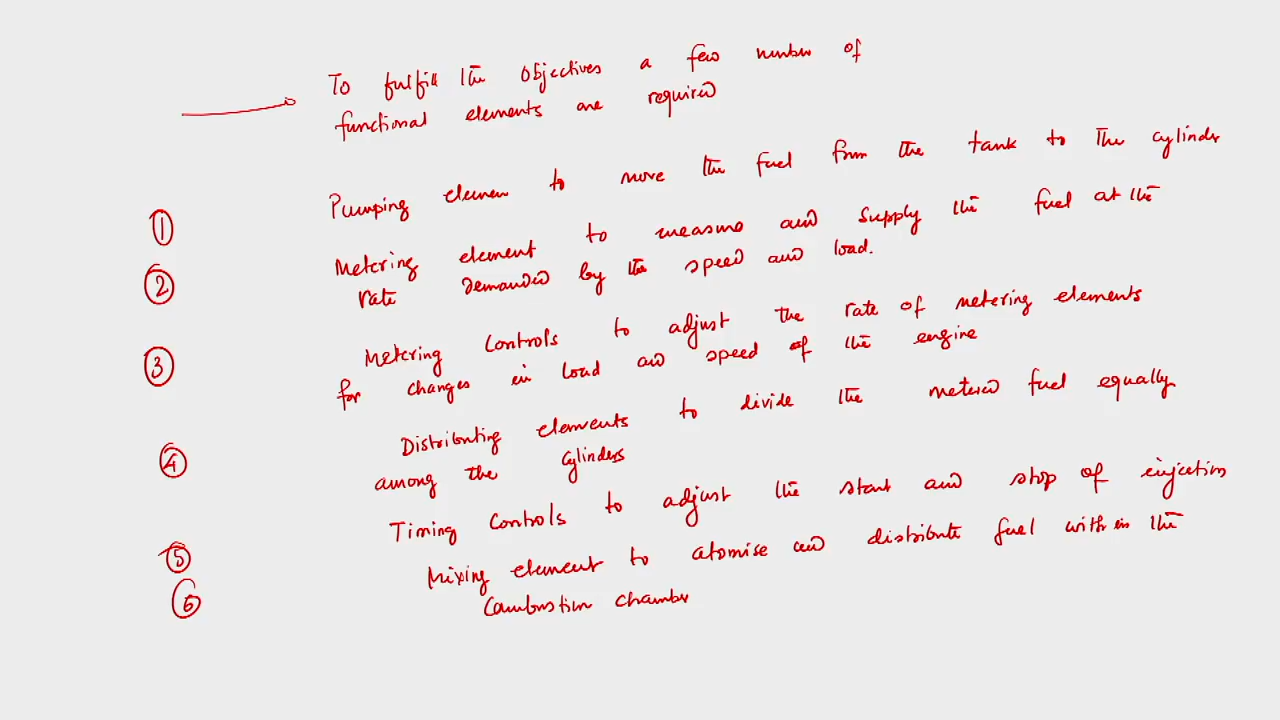 To fulfill the objectives a few number of
functional elements are required
① Pumping elemen to move the fuel form the tank to the cylinder
② Metering element to measure and supply the fuel at the
rate demanded by the speed and load.
③ Metering Controls to adjust the rate of metering elements
for changes in load and speed of the engine
④ Distributing elements to divide the metered fuel equally
among the cylinders
⑤ Timing Controls to adjust the start and stop of injection
⑥ Mixing element to atomise and distribute fuel with in the
Combustion chamber